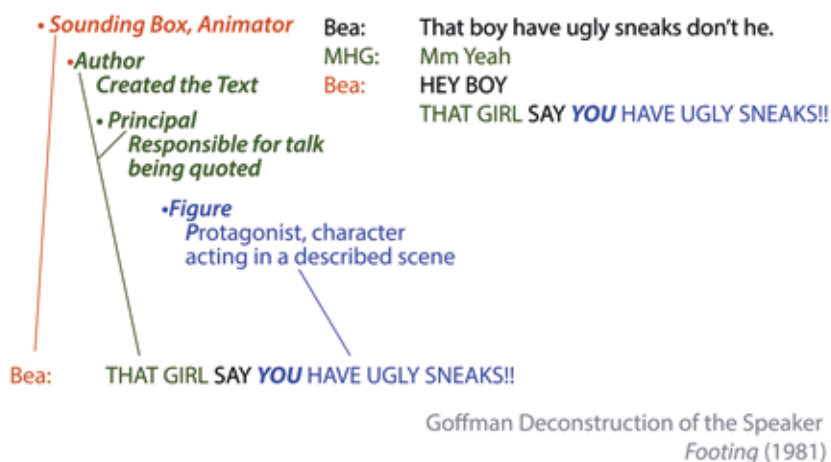 • Sounding Box, Animator
•Author
Created the Text
• Principal
Responsible for talk
being quoted
•Figure
Protagonist, character
acting in a described scene
Bea: That boy have ugly sneaks don't he.
MHG: Mm Yeah
Bea: HEY BOY
THAT GIRL SAY YOU HAVE UGLY SNEAKS!!
Bea: THAT GIRL SAY YOU HAVE UGLY SNEAKS!!
Goffman Deconstruction of the Speaker
Footing (1981)